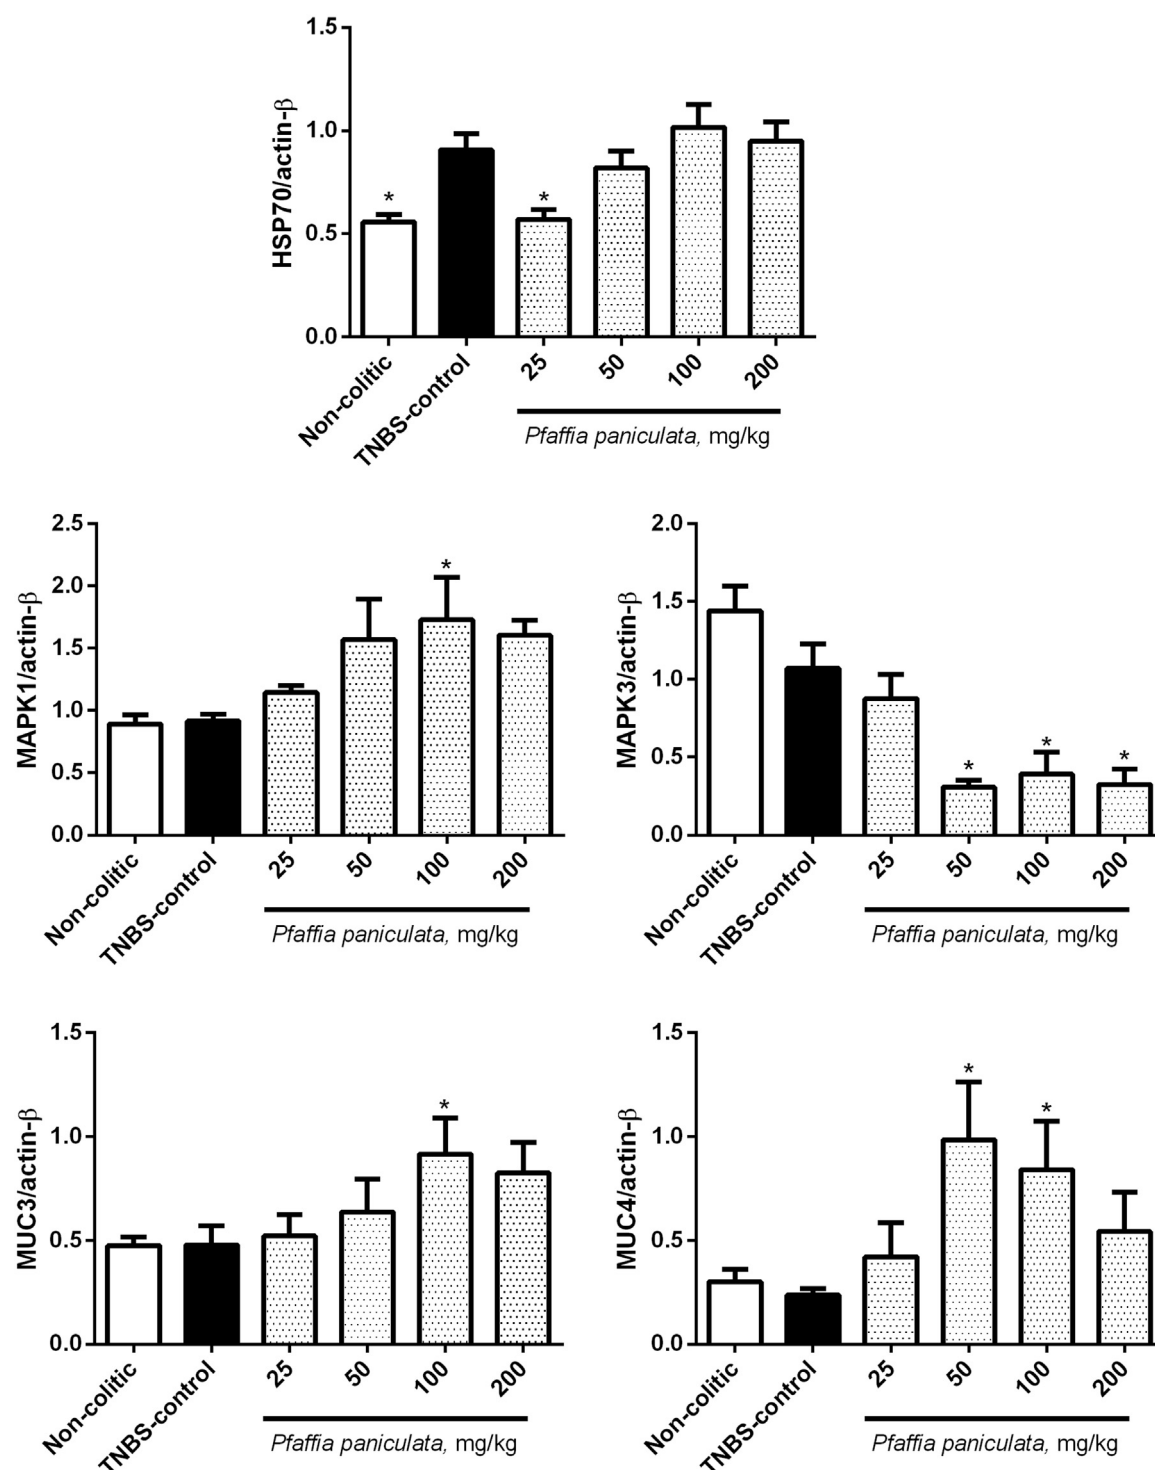 HSP70/actin-β
1.5
1.0
0.5
0.0
*
*
Non-colitic
TNBS-control
25
50
100
200
Pfaffia paniculata, mg/kg
MAPK1/actin-β
2.5
2.0
1.5
1.0
0.5
0.0
*
Non-colitic
TNBS-control
25
50
100
200
Pfaffia paniculata, mg/kg
MAPK3/actin-β
2.0
1.5
1.0
0.5
0.0
*
*
*
Non-colitic
TNBS-control
25
50
100
200
Pfaffia paniculata, mg/kg
MUC3/actin-β
1.5
1.0
0.5
0.0
*
Non-colitic
TNBS-control
25
50
100
200
Pfaffia paniculata, mg/kg
MUC4/actin-β
1.5
1.0
0.5
0.0
*
*
Non-colitic
TNBS-control
25
50
100
200
Pfaffia paniculata, mg/kg